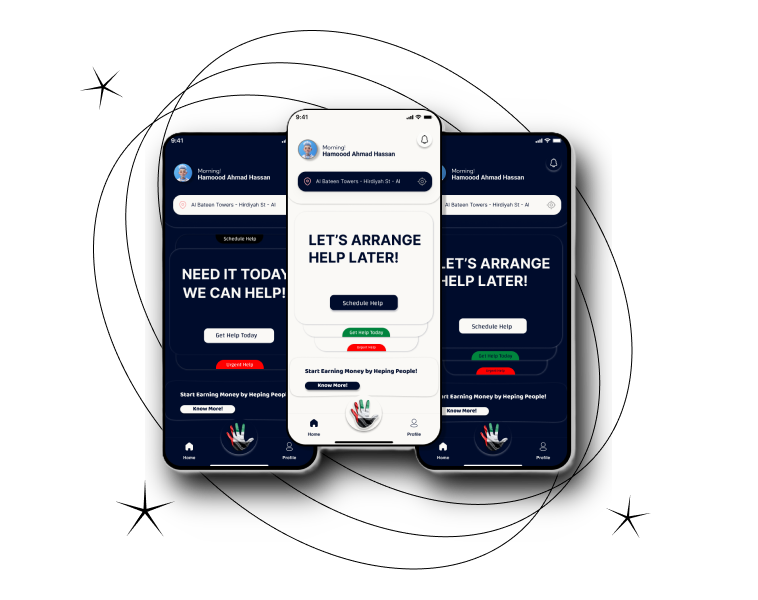 9:41
Morning!
Hamoood Ahmad Hassan
Al Bateen Towers - Hirdiyah St - Al
Schedule Help
NEED IT TODAY
WE CAN HELP!
Get Help Today
Urgent Help
Start Earning Money by Heping Peopl
Know More!
Home
Profile
9:41
Morning!
Hamoood Ahmad Hassan
Al Bateen Towers - Hirdiyah St - Al
LET'S ARRANGE
HELP LATER!
Schedule Help
Get Help Today
Urgent Help
Start Earning Money by Heping People!
Know More!
Home
Profile
Morning!
Hamoood Ahmad Hassan
Al Bateen Towers - Hirdiyah St - Al
LET'S ARRANGE
HELP LATER!
Schedule Help
Get Help Today
Urgent Help
Start Earning Money by Heping People!
Know More!
Home
Profile